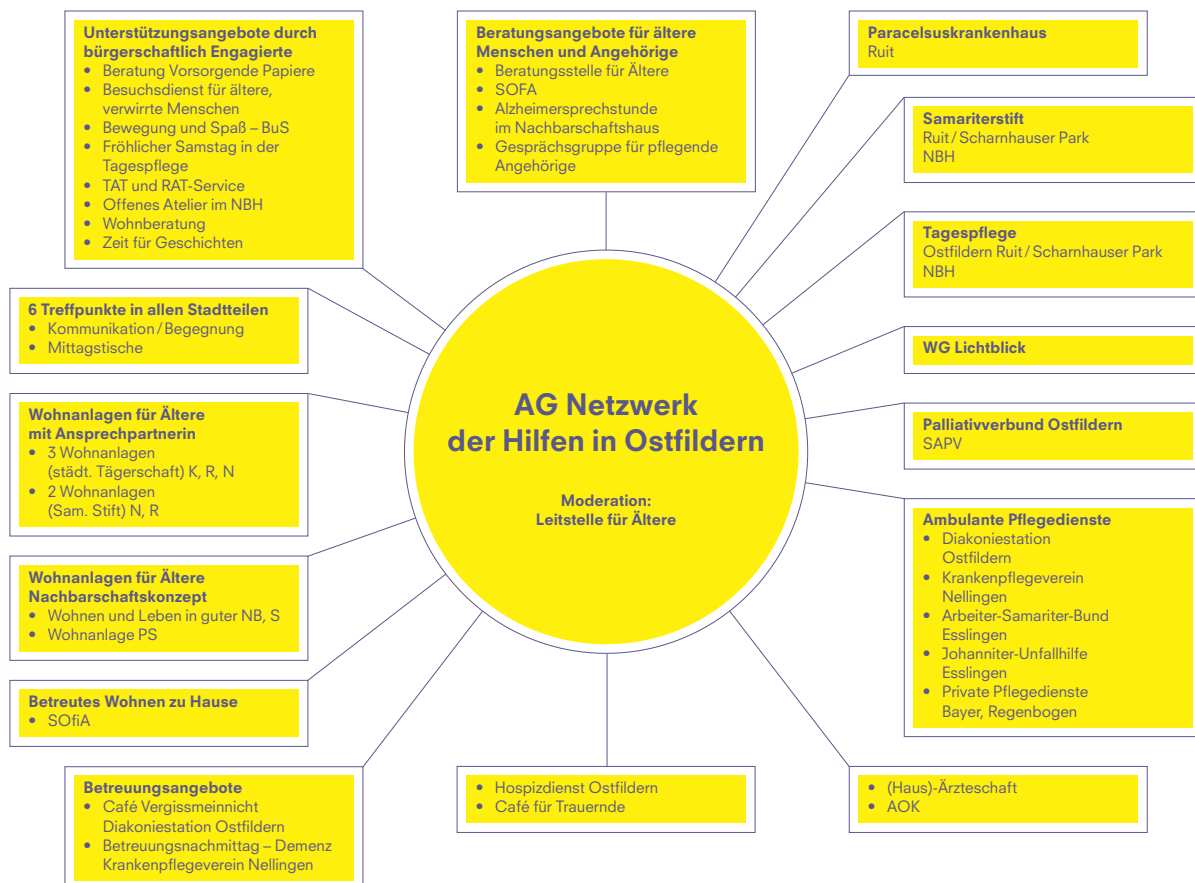 Unterstützungsangebote durch
bürgerschaftlich Engagierte
• Beratung Vorsorgende Papiere
• Besuchsdienst für ältere,
verwirrte Menschen
• Bewegung und Spaß – BuS
• Fröhlicher Samstag in der
Tagespflege
• TAT und RAT-Service
• Offenes Atelier im NBH
• Wohnberatung
• Zeit für Geschichten
Beratungsangebote für ältere
Menschen und Angehörige
• Beratungsstelle für Ältere
• SOFA
• Alzheimersprechstunde
im Nachbarschaftshaus
• Gesprächsgruppe für pflegende
Angehörige
Paracelsuskrankenhaus
Ruit
Samariterstift
Ruit / Scharnhauser Park
NBH
Tagespflege
Ostfildern Ruit / Scharnhauser Park
NBH
6 Treffpunkte in allen Stadtteilen
• Kommunikation / Begegnung
• Mittagstische
WG Lichtblick
AG Netzwerk
der Hilfen in Ostfildern
Moderation:
Leitstelle für Ältere
Wohnanlagen für Ältere
mit Ansprechpartnerin
• 3 Wohnanlagen
(städt. Tägerschaft) K, R, N
• 2 Wohnanlagen
(Sam. Stift) N, R
Palliativverbund Ostfildern
SAPV
Ambulante Pflegedienste
• Diakoniestation
Ostfildern
• Krankenpflegeverein
Nellingen
• Arbeiter-Samariter-Bund
Esslingen
• Johanniter-Unfallhilfe
Esslingen
• Private Pflegedienste
Bayer, Regenbogen
Wohnanlagen für Ältere
Nachbarschaftskonzept
• Wohnen und Leben in guter NB, S
• Wohnanlage PS
Betreutes Wohnen zu Hause
• SOfiA
Betreuungsangebote
• Café Vergissmeinnicht
Diakoniestation Ostfildern
• Betreuungsnachmittag – Demenz
Krankenpflegeverein Nellingen
• Hospizdienst Ostfildern
• Café für Trauernde
• (Haus)-Ärzteschaft
• AOK